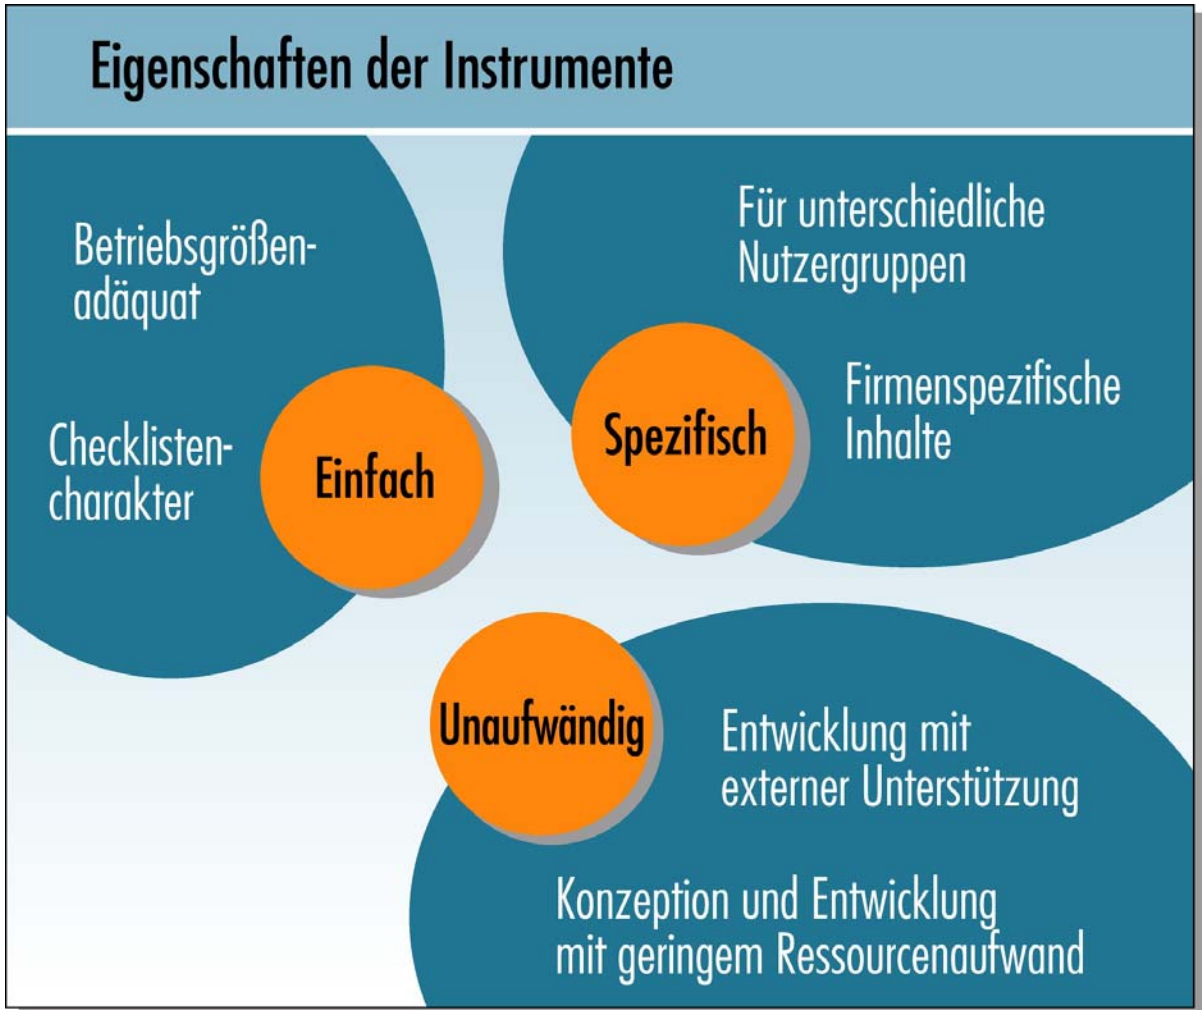 Eigenschaften der Instrumente
Betriebsgrößen-
adäquat
Checklisten-
charakter
Einfach
Für unterschiedliche
Nutzergruppen
Firmenspezifische
Inhalte
Spezifisch
Unaufwändig
Entwicklung mit
externer Unterstützung
Konzeption und Entwicklung
mit geringem Ressourcenaufwand